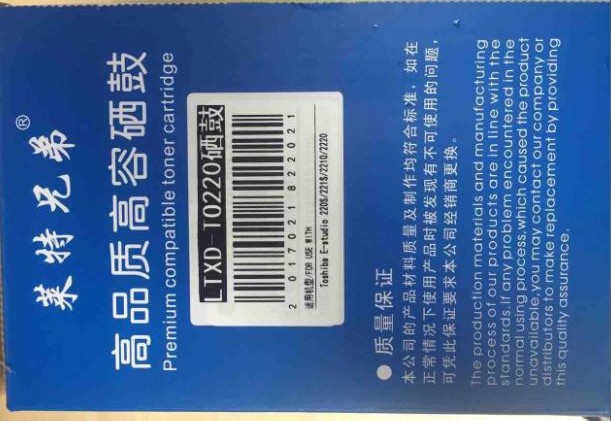 莱特兄弟®
高品质高容硒鼓
Premium compatible toner cartridge
LTXD-T0220硒鼓
2017021822021
适用机型/FOR USE WITH
Toshiba E-studio 2206/2215/2210/2220
质量保证
本公司的产品材料质量及制作均符合标准，如在
正常情况下使用产品时被发现有不可使用的问题，
可凭此保证要求本公司经销商更换。
The production materials and manufacturing
process of our products are in line with the
standards.If any problem encountered in the
normal using process,which caused the product
unavailable,you may contact our company or
distributors to make replacement by providing
this quality assurance.